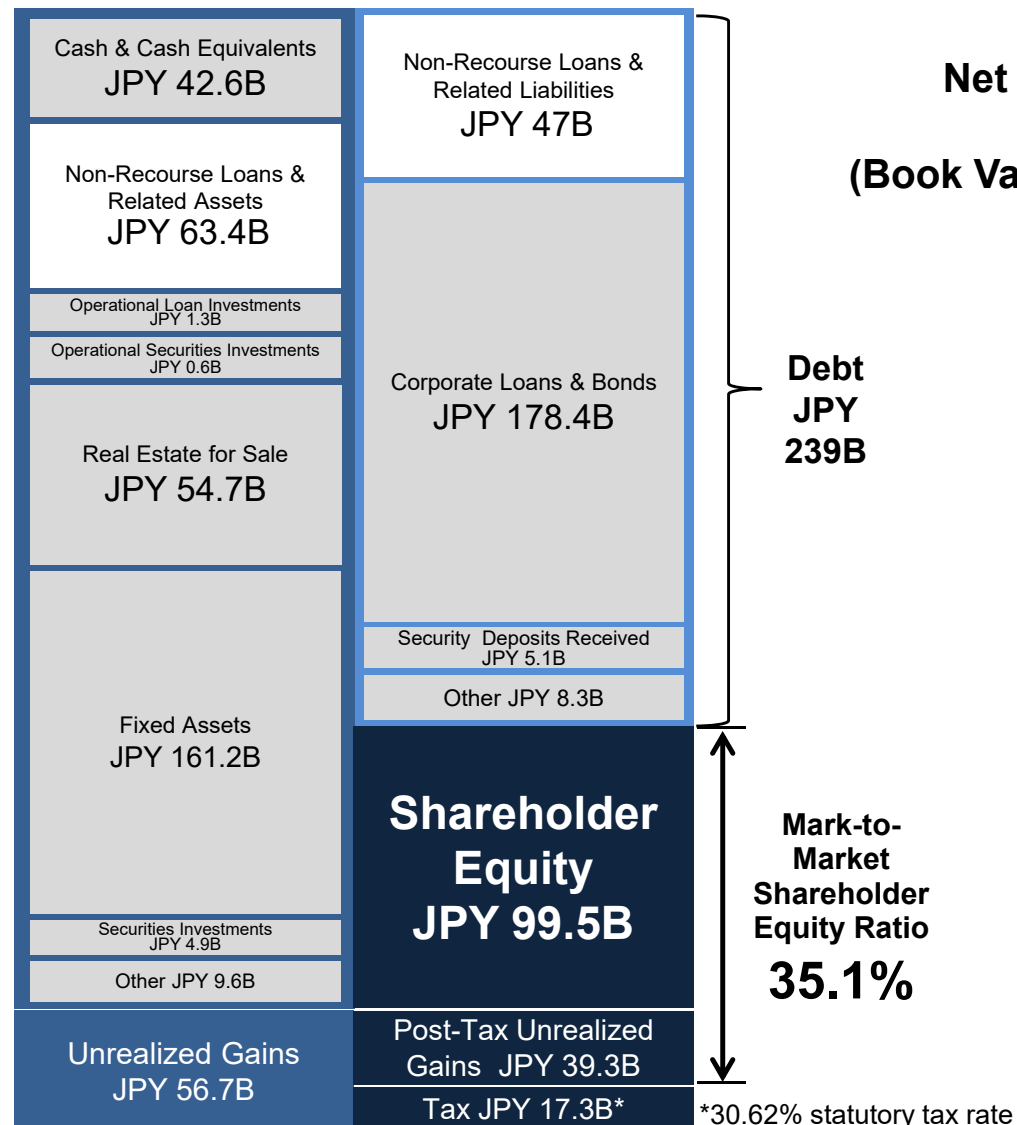 Cash & Cash Equivalents
JPY 42.6B
Non-Recourse Loans &
Related Assets
JPY 63.4B
Operational Loan Investments
JPY 1.3B
Operational Securities Investments
JPY 0.6B
Real Estate for Sale
JPY 54.7B
Fixed Assets
JPY 161.2B
Securities Investments
JPY 4.9B
Other JPY 9.6B
Unrealized Gains
JPY 56.7B
Non-Recourse Loans &
Related Liabilities
JPY 47B
Corporate Loans & Bonds
JPY 178.4B
Security Deposits Received
JPY 5.1B
Other JPY 8.3B
Shareholder
Equity
JPY 99.5B
Post-Tax Unrealized
Gains JPY 39.3B
Tax JPY 17.3B*
Net
(Book Va
Debt
JPY
239B
Mark-to-
Market
Shareholder
Equity Ratio
35.1%
*30.62% statutory tax rate